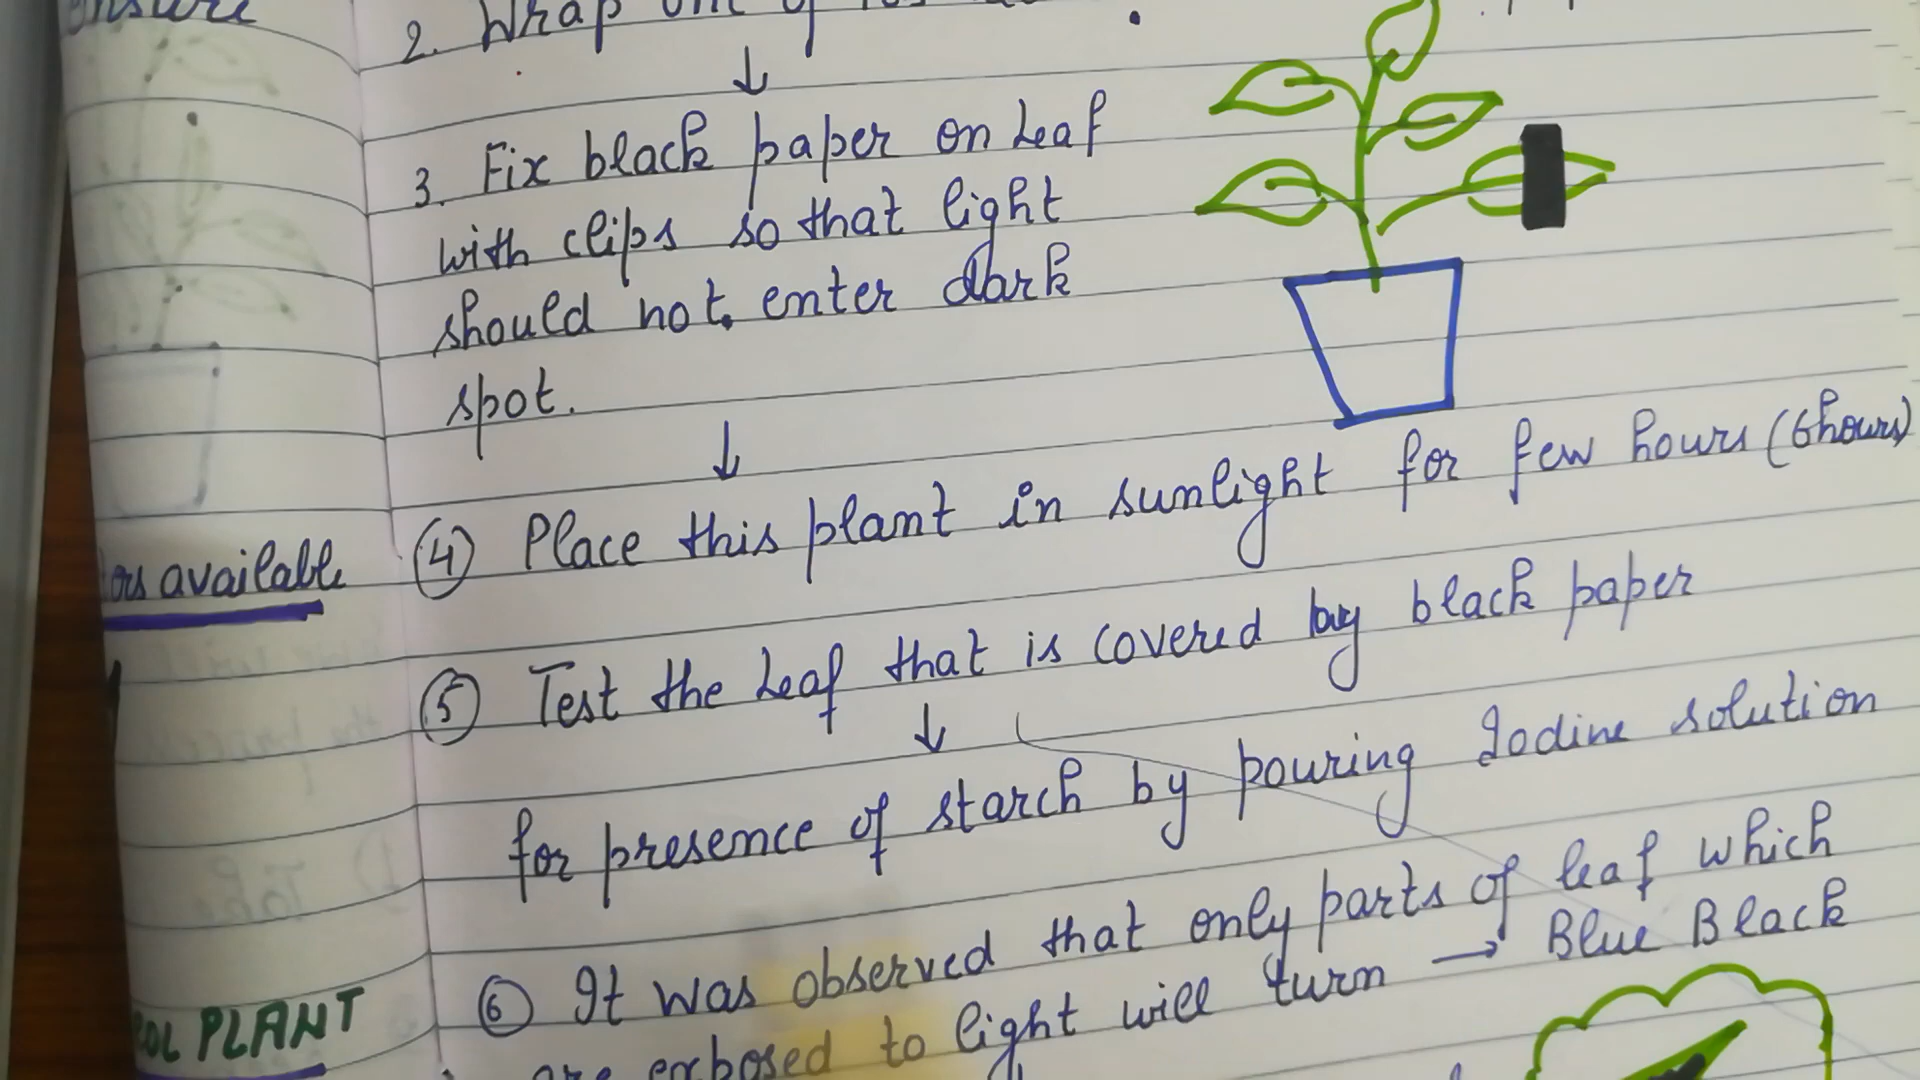 2. Wrap one of
↓
3. Fix black paper on Leaf
with clips so that light
should not enter dark
spot.
↓
④ Place this plant in sunlight for few hours (6hours)
⑤ Test the Leaf that is covered by black paper
↓
for presence of starch by pouring Iodine solution
⑥ It was observed that only parts of leaf which
are exposed to light will turn → Blue Black
available
PLANT